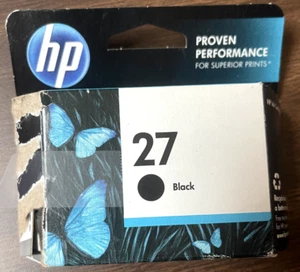 hp
PROVEN
PERFORMANCE
FOR SUPERIOR PRINTS*
27
Black